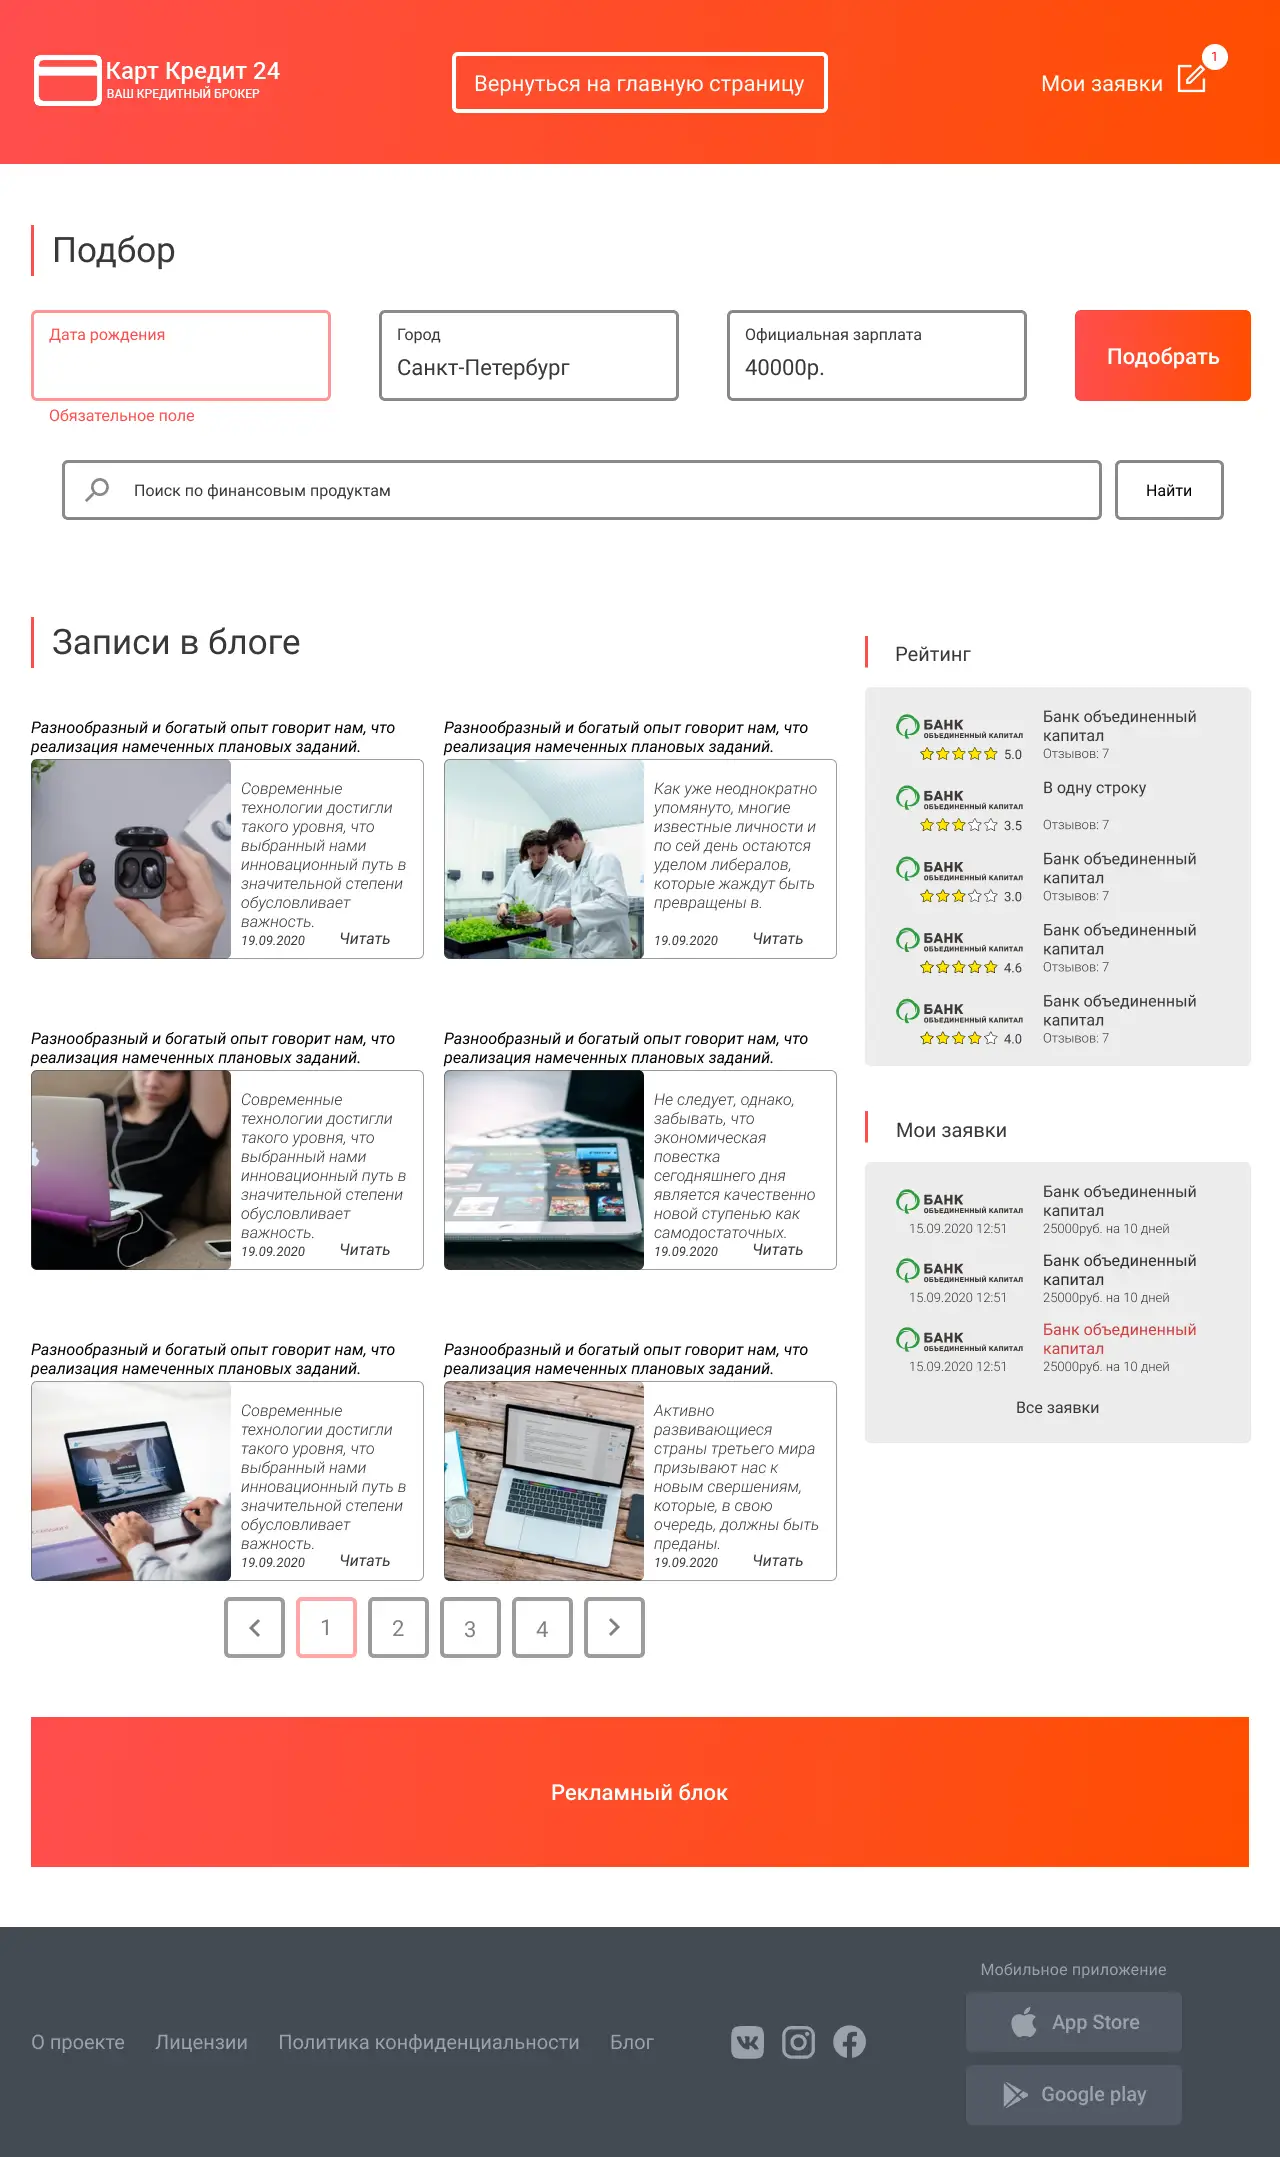 Карт Кредит 24
ВАШ КРЕДИТНЫЙ БРОКЕР
Вернуться на главную страницу
Мои заявки
1
Подбор
Дата рождения
Обязательное поле
Город
Санкт-Петербург
Официальная зарплата
40000р.
Подобрать
Поиск по финансовым продуктам
Найти
Записи в блоге
Разнообразный и богатый опыт говорит нам, что
реализация намеченных плановых заданий.
Современные
технологии достигли
такого уровня, что
выбранный нами
инновационный путь в
значительной степени
обусловливает
важность.
19.09.2020
Читать
Разнообразный и богатый опыт говорит нам, что
реализация намеченных плановых заданий.
Как уже неоднократно
упомянуто, многие
известные личности и
по сей день остаются
уделом либералов,
которые жаждут быть
превращены в.
19.09.2020
Читать
Разнообразный и богатый опыт говорит нам, что
реализация намеченных плановых заданий.
Современные
технологии достигли
такого уровня, что
выбранный нами
инновационный путь в
значительной степени
обусловливает
важность.
19.09.2020
Читать
Разнообразный и богатый опыт говорит нам, что
реализация намеченных плановых заданий.
Не следует, однако,
забывать, что
экономическая
повестка
сегодняшнего дня
является качественно
новой ступенью как
самодостаточных.
19.09.2020
Читать
Разнообразный и богатый опыт говорит нам, что
реализация намеченных плановых заданий.
Современные
технологии достигли
такого уровня, что
выбранный нами
инновационный путь в
значительной степени
обусловливает
важность.
19.09.2020
Читать
Разнообразный и богатый опыт говорит нам, что
реализация намеченных плановых заданий.
Активно
развивающиеся
страны третьего мира
призывают нас к
новым свершениям,
которые, в свою
очередь, должны быть
преданы.
19.09.2020
Читать
1
2
3
4
Рейтинг
БАНК
ОБЪЕДИНЕННЫЙ КАПИТАЛ
5.0
Банк объединенный
капитал
Отзывов: 7
БАНК
ОБЪЕДИНЕННЫЙ КАПИТАЛ
3.5
В одну строку
Отзывов: 7
БАНК
ОБЪЕДИНЕННЫЙ КАПИТАЛ
3.0
Банк объединенный
капитал
Отзывов: 7
БАНК
ОБЪЕДИНЕННЫЙ КАПИТАЛ
4.6
Банк объединенный
капитал
Отзывов: 7
БАНК
ОБЪЕДИНЕННЫЙ КАПИТАЛ
4.0
Банк объединенный
капитал
Отзывов: 7
Мои заявки
БАНК
ОБЪЕДИНЕННЫЙ КАПИТАЛ
15.09.2020 12:51
Банк объединенный
капитал
25000руб. на 10 дней
БАНК
ОБЪЕДИНЕННЫЙ КАПИТАЛ
15.09.2020 12:51
Банк объединенный
капитал
25000руб. на 10 дней
БАНК
ОБЪЕДИНЕННЫЙ КАПИТАЛ
15.09.2020 12:51
Банк объединенный
капитал
25000руб. на 10 дней
Все заявки
Рекламный блок
О проекте
Лицензии
Политика конфиденциальности
Блог
Мобильное приложение
App Store
Google play